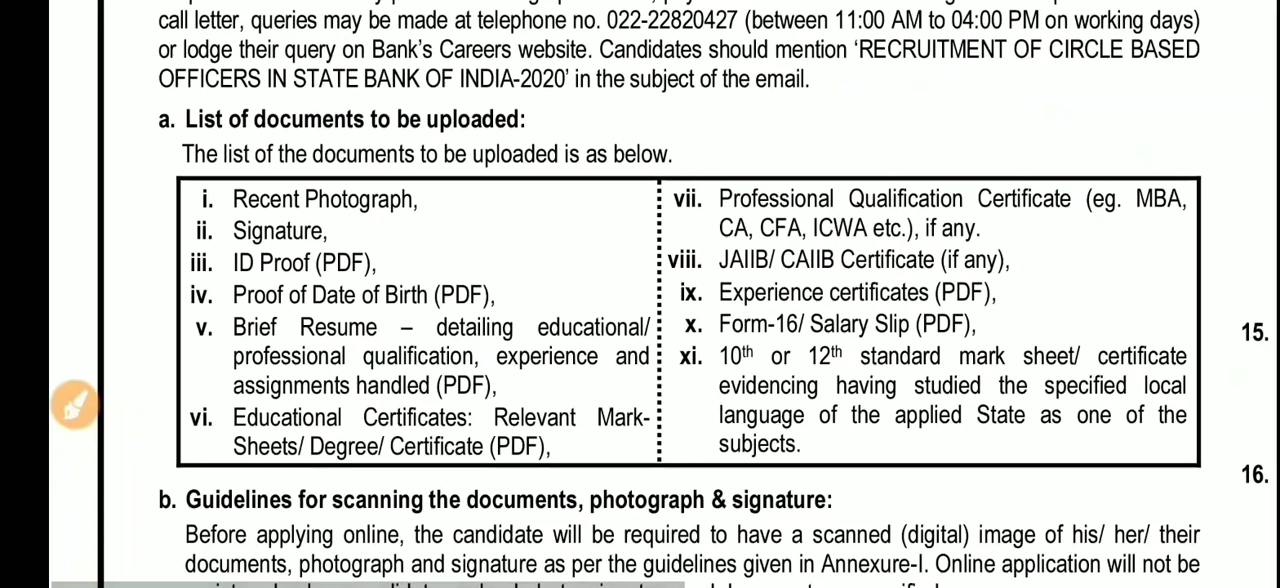 call letter, queries may be made at telephone no. 022-22820427 (between 11:00 AM to 04:00 PM on working days)
or lodge their query on Bank's Careers website. Candidates should mention 'RECRUITMENT OF CIRCLE BASED
OFFICERS IN STATE BANK OF INDIA-2020' in the subject of the email.
a. List of documents to be uploaded:
The list of the documents to be uploaded is as below.
i. Recent Photograph,
ii. Signature,
iii. ID Proof (PDF),
iv. Proof of Date of Birth (PDF),
v. Brief Resume – detailing educational/
professional qualification, experience and
assignments handled (PDF),
vi. Educational Certificates: Relevant Mark-
Sheets/ Degree/ Certificate (PDF),
vii. Professional Qualification Certificate (eg. MBA,
CA, CFA, ICWA etc.), if any.
viii. JAIIB/ CAIIB Certificate (if any),
ix. Experience certificates (PDF),
x. Form-16/ Salary Slip (PDF),
xi. 10th or 12th standard mark sheet/ certificate
evidencing having studied the specified local
language of the applied State as one of the
subjects.
15.
16.
b. Guidelines for scanning the documents, photograph & signature:
Before applying online, the candidate will be required to have a scanned (digital) image of his/ her/ their
documents, photograph and signature as per the guidelines given in Annexure-I. Online application will not be